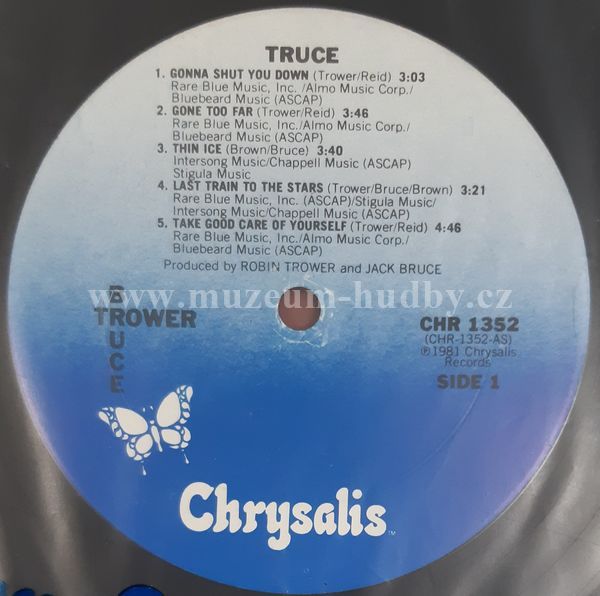 TRUCE
1. GONNA SHUT YOU DOWN (Trower/Reid) 3:03
Rare Blue Music, Inc. /Almo Music Corp./
Bluebeard Music (ASCAP)
2. GONE TOO FAR (Trower/Reid) 3:46
Rare Blue Music, Inc./Almo Music Corp./
Bluebeard Music (ASCAP)
3. THIN ICE (Brown/Bruce) 3:40
Intersong Music/Chappell Music (ASCAP)
Stigula Music
4. LAST TRAIN TO THE STARS (Trower/Bruce/Brown) 3:21
Rare Blue Music, Inc. (ASCAP)/Stigula Music/
Intersong Music/Chappell Music (ASCAP)
5. TAKE GOOD CARE OF YOURSELF (Trower/Reid) 4:46
Rare Blue Music, Inc./Almo Music Corp./
Bluebeard Music (ASCAP)
Produced by ROBIN TROWER and JACK BRUCE
www.muzeum-hudby.cz
B
TROWER
U
C
E
CHR 1352
(CHR-1352-AS)
℗1981 Chrysalis
Records
SIDE 1
Chrysalis™